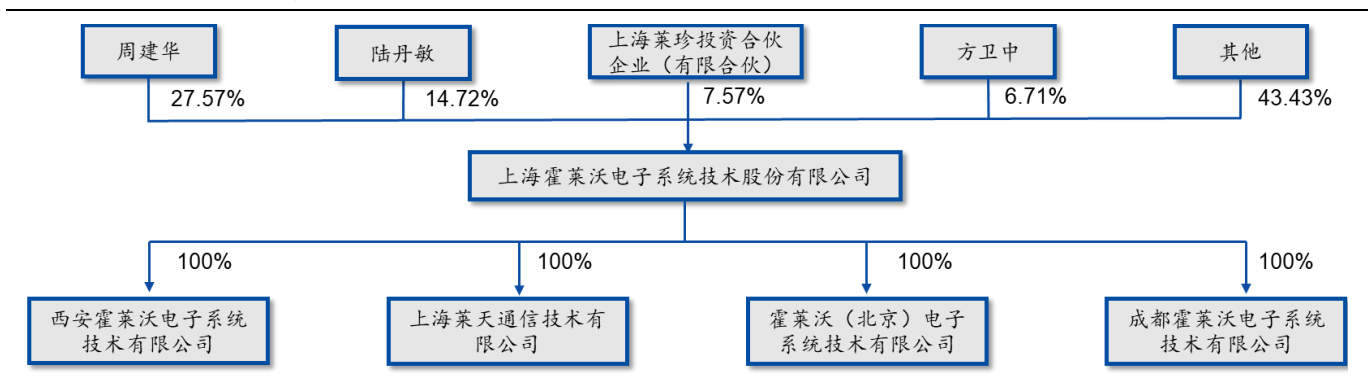 周建华
陆丹敏
上海莱珍投资合伙
企业（有限合伙）
方卫中
其他
27.57%
14.72%
7.57%
6.71%
43.43%
上海霍莱沃电子系统技术股份有限公司
100%
100%
100%
100%
西安霍莱沃电子系统
技术有限公司
上海莱天通信技术有
限公司
霍莱沃（北京）电子
系统技术有限公司
成都霍莱沃电子系统
技术有限公司